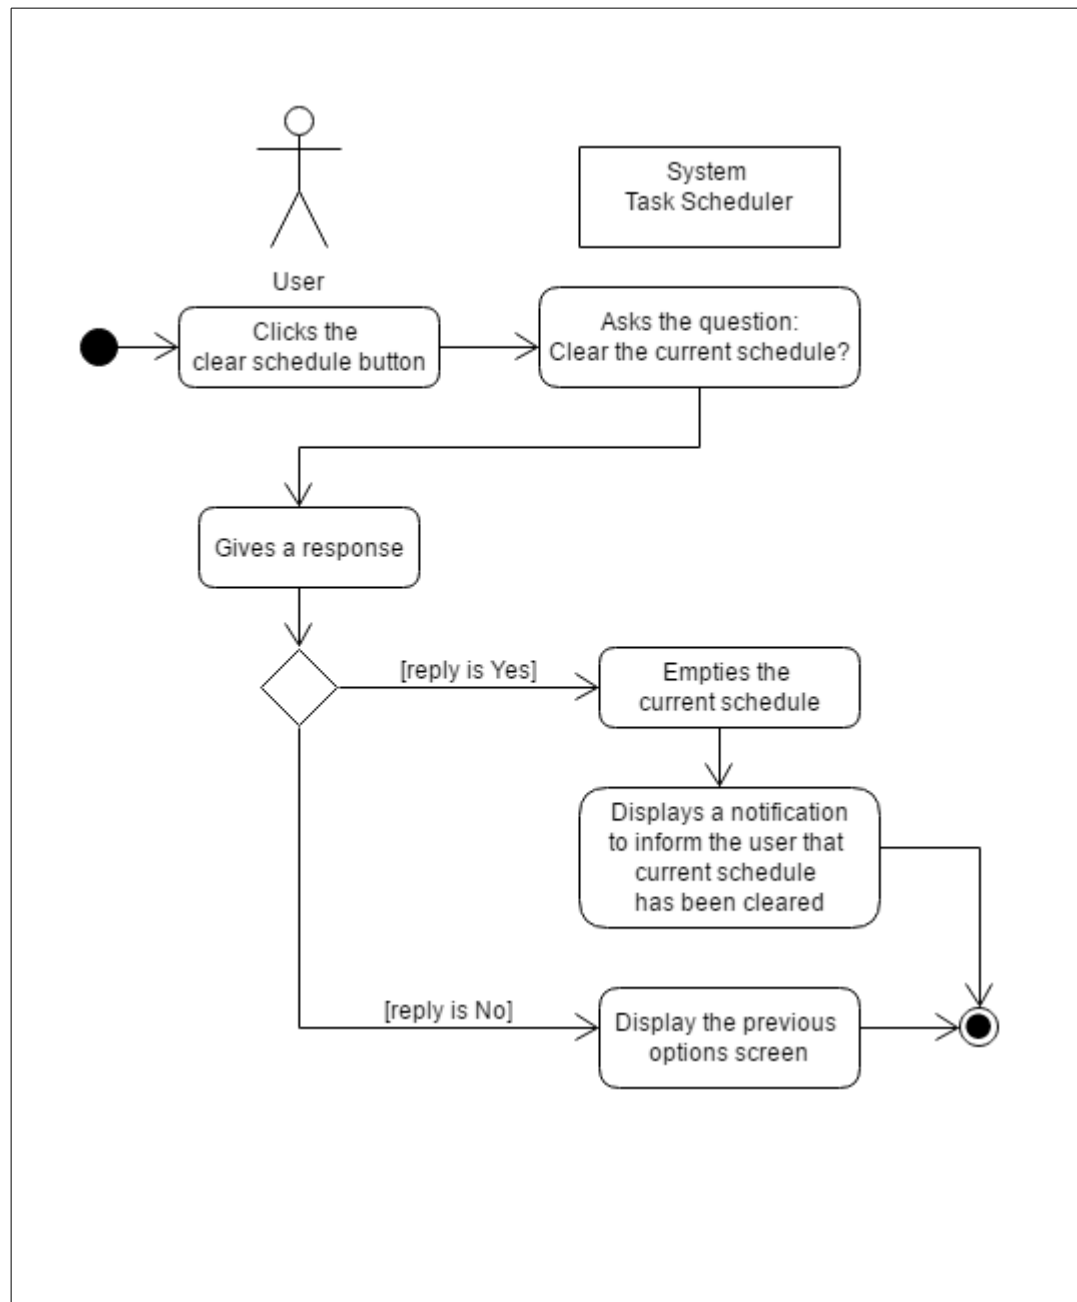 System
Task Scheduler
User
Clicks the
clear schedule button
Asks the question:
Clear the current schedule?
Gives a response
[reply is Yes]
Empties the
current schedule
Displays a notification
to inform the user that
current schedule
has been cleared
[reply is No]
Display the previous
options screen